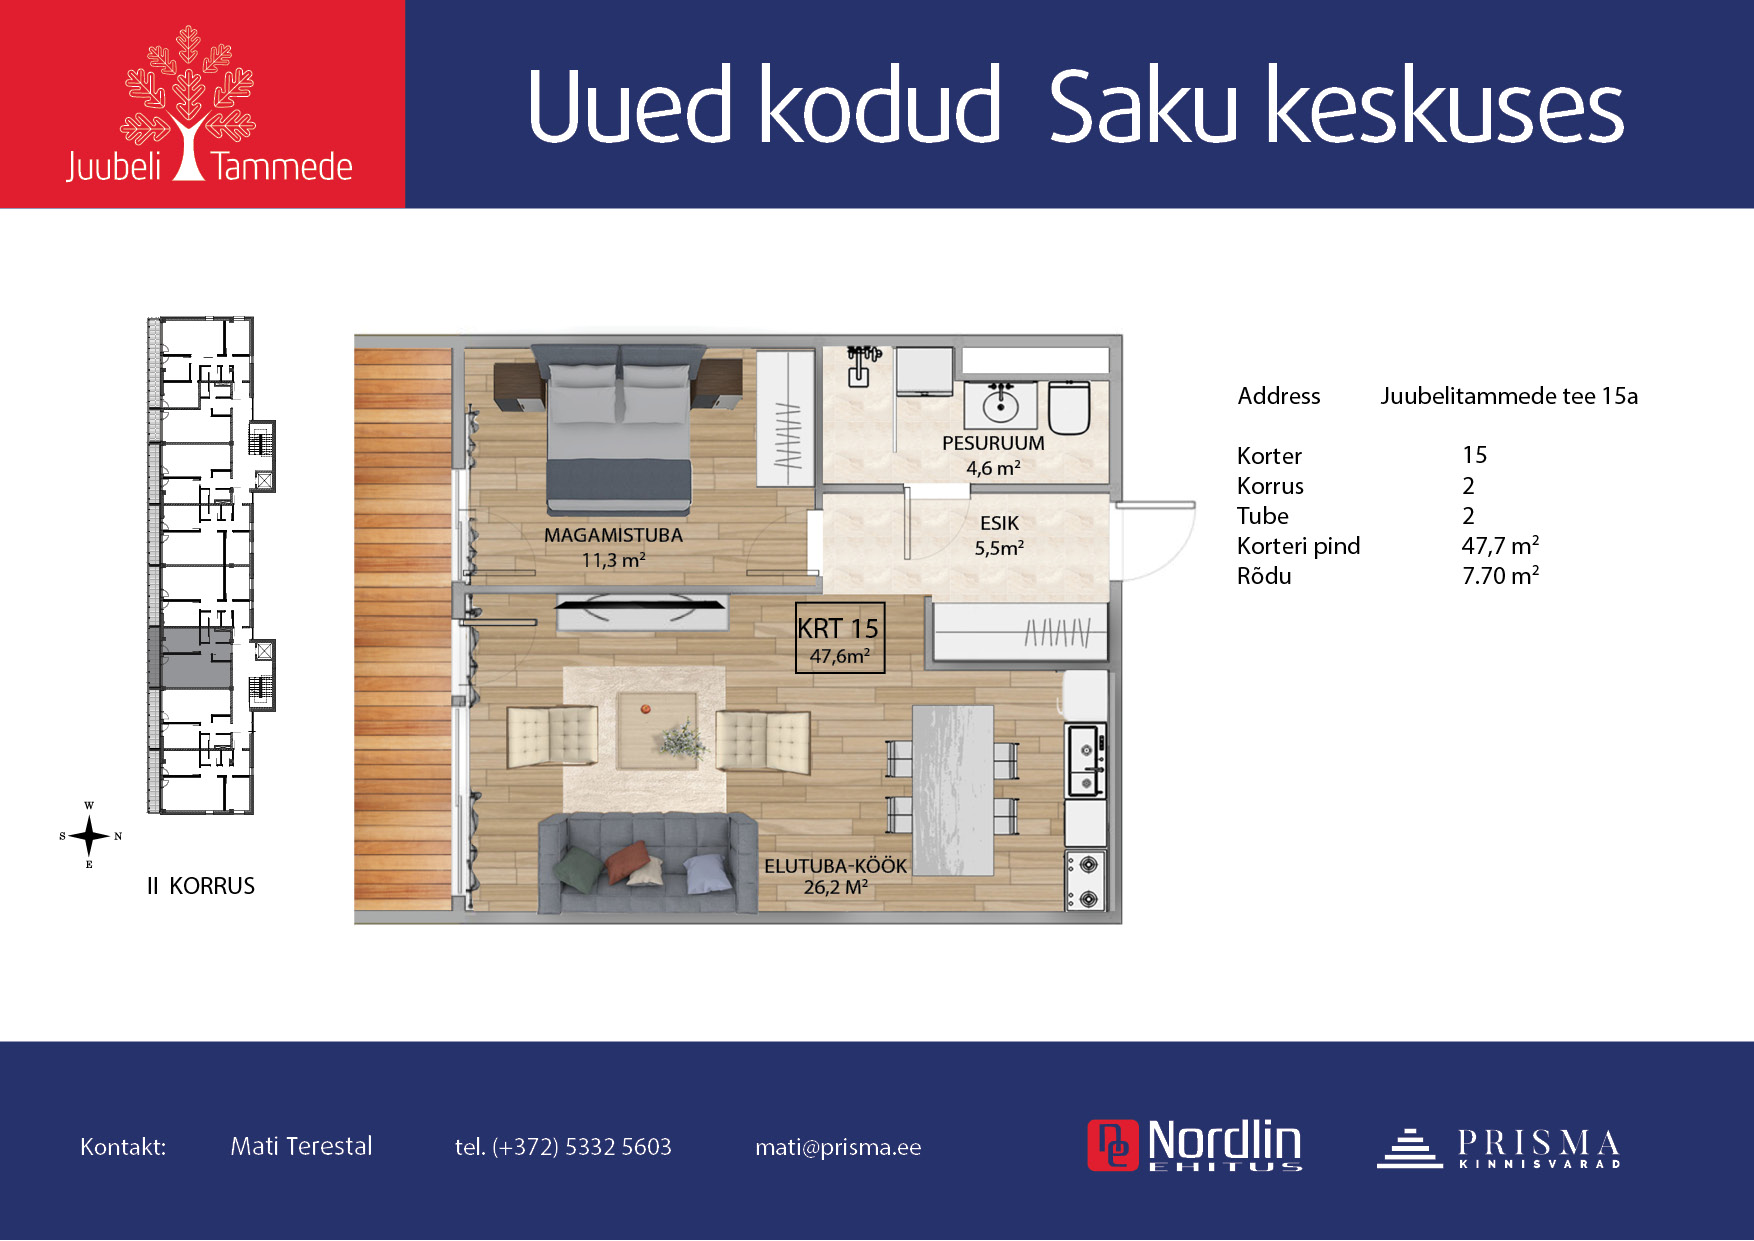 Juubeli Tammede
Uued kodud Saku keskuses
Address Juubelitammede tee 15a
Korter 15
Korrus 2
Tube 2
Korteri pind 47,7 m²
Rõdu 7.70 m²
PESURUUM
4,6 m²
MAGAMISTUBA
11,3 m²
ESIK
5,5m²
KRT 15
47,6m²
ELUTUBA-KÖÖK
26,2 M²
W
S N
E
II KORRUS
Kontakt: Mati Terestal tel. (+372) 5332 5603 mati@prisma.ee
ne Nordlin
EHITUS
PRISMA
KINNISVARAD